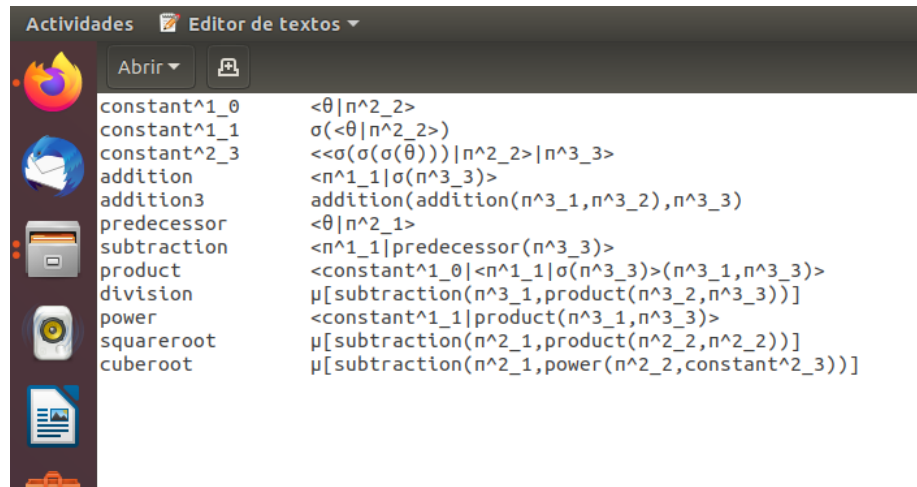 Actividades Editor de textos
Abrir
constant^1_0 <θ|π^2_2>
constant^1_1 σ(<θ|π^2_2>)
constant^2_3 <<σ(σ(σ(θ)))|π^2_2>|π^3_3>
addition <π^1_1|σ(π^3_3)>
addition3 addition(addition(π^3_1,π^3_2),π^3_3)
predecessor <θ|π^2_1>
subtraction <π^1_1|predecessor(π^3_3)>
product <constant^1_0|<π^1_1|σ(π^3_3)>(π^3_1,π^3_3)>
division μ[subtraction(π^3_1,product(π^3_2,π^3_3))]
power <constant^1_1|product(π^3_1,π^3_3)>
squareroot μ[subtraction(π^2_1,product(π^2_2,π^2_2))]
cuberoot μ[subtraction(π^2_1,power(π^2_2,constant^2_3))]